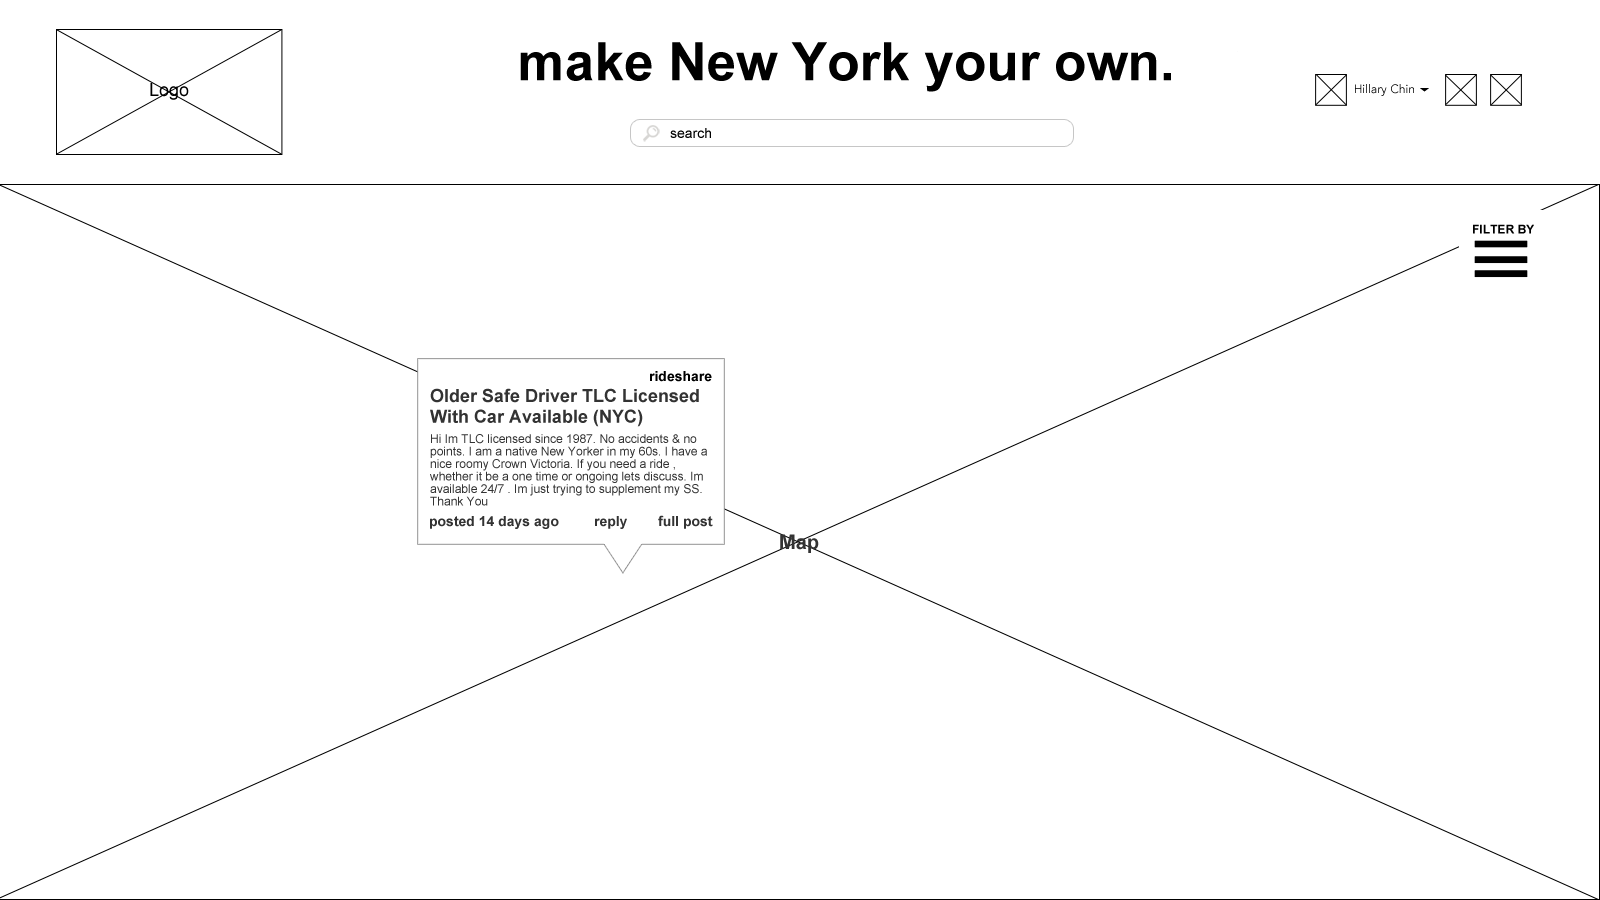 Logo
make New York your own.
search
Hillary Chin
FILTER BY
rideshare
Older Safe Driver TLC Licensed
With Car Available (NYC)
Hi Im TLC licensed since 1987. No accidents & no
points. I am a native New Yorker in my 60s. I have a
nice roomy Crown Victoria. If you need a ride ,
whether it be a one time or ongoing lets discuss. Im
available 24/7 . Im just trying to supplement my SS.
Thank You
posted 14 days ago reply full post
Map